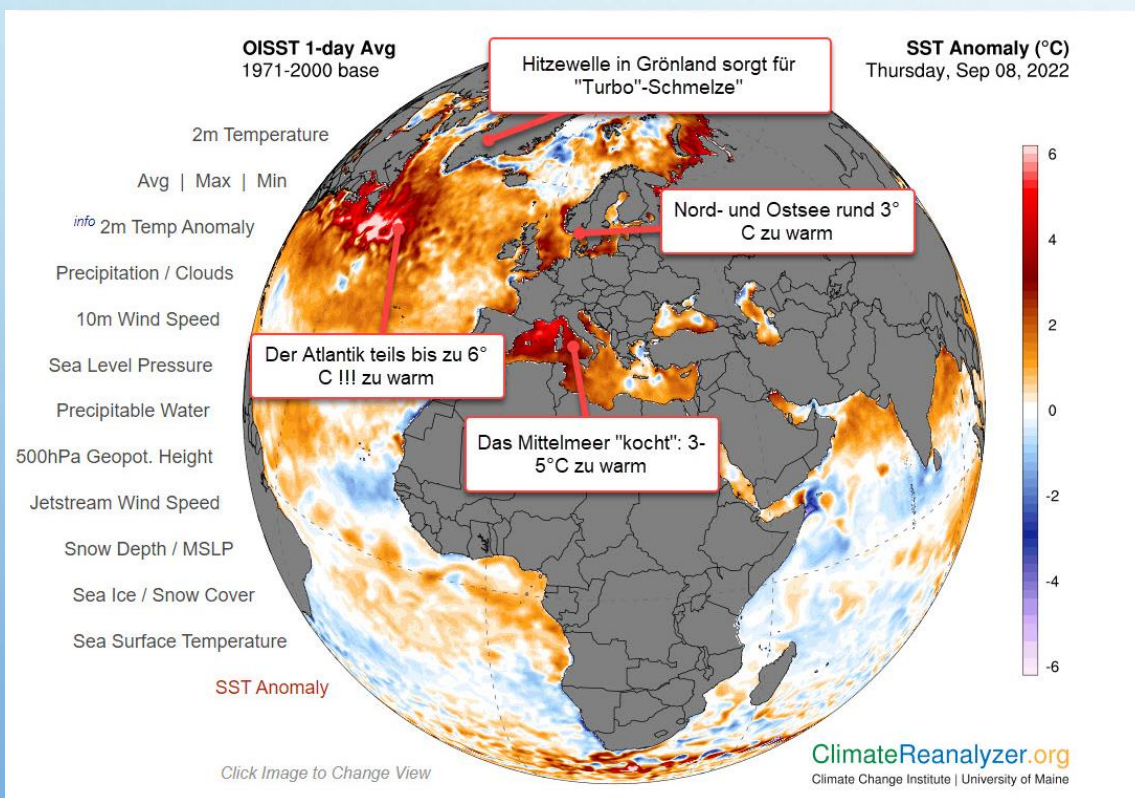 OISST 1-day Avg
1971-2000 base
SST Anomaly (°C)
Thursday, Sep 08, 2022
Hitzewelle in Grönland sorgt für
"Turbo"-Schmelze"
2m Temperature
Avg | Max | Min
info 2m Temp Anomaly
Precipitation / Clouds
10m Wind Speed
Sea Level Pressure
Precipitable Water
500hPa Geopot. Height
Jetstream Wind Speed
Snow Depth / MSLP
Sea Ice / Snow Cover
Sea Surface Temperature
SST Anomaly
Nord- und Ostsee rund 3°
C zu warm
Der Atlantik teils bis zu 6°
C !!! zu warm
Das Mittelmeer "kocht": 3-
5°C zu warm
6
4
2
0
-2
-4
-6
Click Image to Change View
ClimateReanalyzer.org
Climate Change Institute | University of Maine